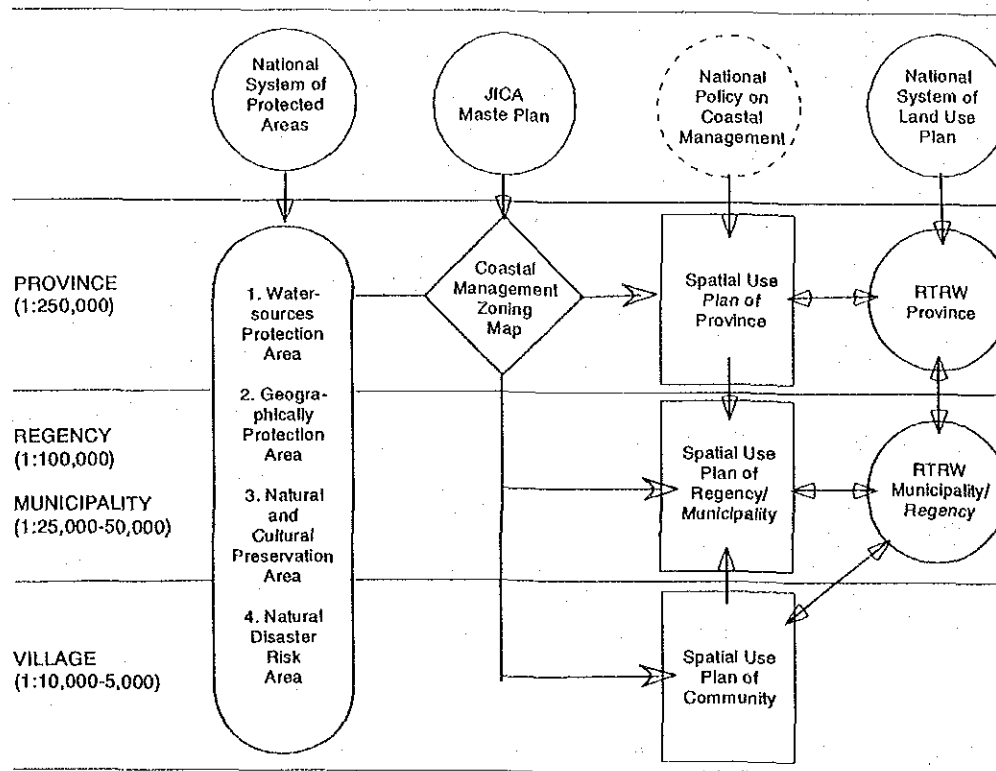 National
System of
Protected
Areas
JICA
Maste Plan
National
Policy on
Coastal
Management
National
System of
Land Use
Plan
PROVINCE
(1:250,000)
1. Water-
sources
Protection
Area
2. Geogra-
phically
Protection
Area
3. Natural
and
Cultural
Preservation
Area
4. Natural
Disaster
Risk
Area
Coastal
Management
Zoning
Map
Spatial Use
Plan of
Province
RTRW
Province
REGENCY
(1:100,000)
MUNICIPALITY
(1:25,000-50,000)
Spatial Use
Plan of
Regency/
Municipality
RTRW
Municipality/
Regency
VILLAGE
(1:10,000-5,000)
Spatial Use
Plan of
Community